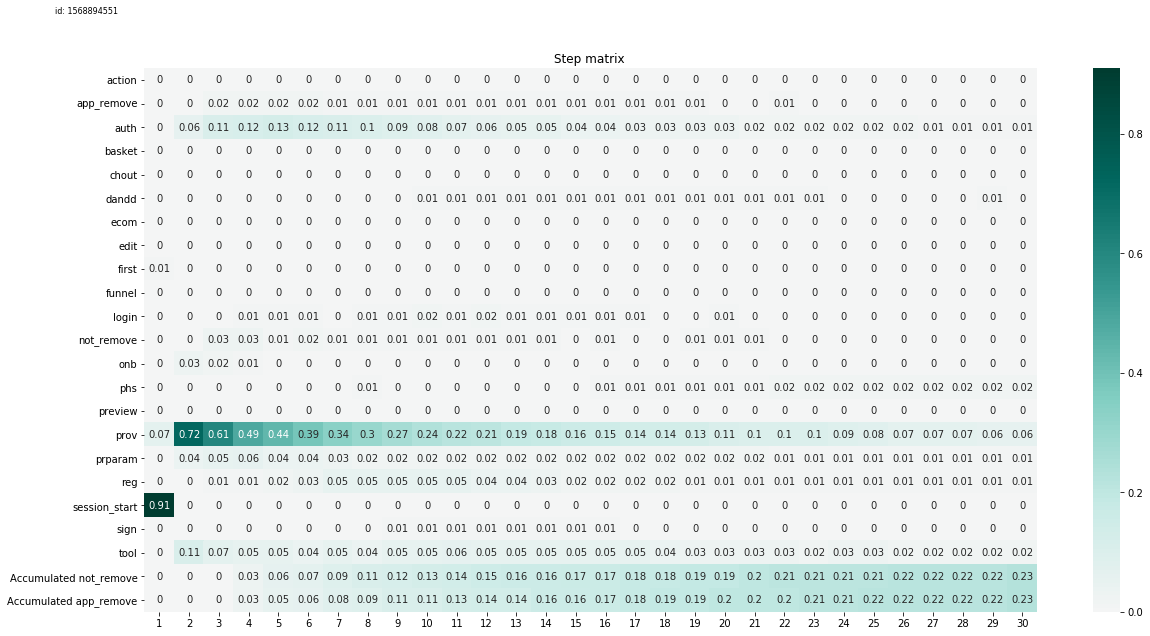 id: 1568894551
Step matrix
action 0 0 0 0 0 0 0 0 0 0 0 0 0 0 0 0 0 0 0 0 0 0 0 0 0 0 0 0 0 0
app_remove 0 0 0.02 0.02 0.02 0.02 0.01 0.01 0.01 0.01 0.01 0.01 0.01 0.01 0.01 0.01 0.01 0.01 0.01 0 0 0.01 0 0 0 0 0 0 0 0
auth 0 0.06 0.11 0.12 0.13 0.12 0.11 0.1 0.09 0.08 0.07 0.06 0.05 0.05 0.04 0.04 0.03 0.03 0.03 0.03 0.02 0.02 0.02 0.02 0.02 0.02 0.01 0.01 0.01 0.01
basket 0 0 0 0 0 0 0 0 0 0 0 0 0 0 0 0 0 0 0 0 0 0 0 0 0 0 0 0 0 0
chout 0 0 0 0 0 0 0 0 0 0 0 0 0 0 0 0 0 0 0 0 0 0 0 0 0 0 0 0 0 0
dandd 0 0 0 0 0 0 0 0 0 0.01 0.01 0.01 0.01 0.01 0.01 0.01 0.01 0.01 0.01 0.01 0.01 0.01 0.01 0 0 0 0 0 0.01 0
ecom 0 0 0 0 0 0 0 0 0 0 0 0 0 0 0 0 0 0 0 0 0 0 0 0 0 0 0 0 0 0
edit 0 0 0 0 0 0 0 0 0 0 0 0 0 0 0 0 0 0 0 0 0 0 0 0 0 0 0 0 0 0
first 0.01 0 0 0 0 0 0 0 0 0 0 0 0 0 0 0 0 0 0 0 0 0 0 0 0 0 0 0 0 0
funnel 0 0 0 0 0 0 0 0 0 0 0 0 0 0 0 0 0 0 0 0 0 0 0 0 0 0 0 0 0 0
login 0 0 0 0.01 0.01 0.01 0 0.01 0.01 0.02 0.01 0.02 0.01 0.01 0.01 0.01 0.01 0 0 0.01 0 0 0 0 0 0 0 0 0 0
not_remove 0 0 0.03 0.03 0.01 0.02 0.01 0.01 0.01 0.01 0.01 0.01 0.01 0.01 0 0.01 0 0 0.01 0.01 0.01 0 0 0 0 0 0 0 0 0
onb 0 0.03 0.02 0.01 0 0 0 0 0 0 0 0 0 0 0 0 0 0 0 0 0 0 0 0 0 0 0 0 0 0
phs 0 0 0 0 0 0 0 0.01 0 0 0 0 0 0 0 0.01 0.01 0.01 0.01 0.01 0.01 0.02 0.02 0.02 0.02 0.02 0.02 0.02 0.02 0.02
preview 0 0 0 0 0 0 0 0 0 0 0 0 0 0 0 0 0 0 0 0 0 0 0 0 0 0 0 0 0 0
prov 0.07 0.72 0.61 0.49 0.44 0.39 0.34 0.3 0.27 0.24 0.22 0.21 0.19 0.18 0.16 0.15 0.14 0.14 0.13 0.11 0.1 0.1 0.1 0.09 0.08 0.07 0.07 0.07 0.06 0.06
prparam 0 0.04 0.05 0.06 0.04 0.04 0.03 0.02 0.02 0.02 0.02 0.02 0.02 0.02 0.02 0.02 0.02 0.02 0.02 0.02 0.02 0.01 0.01 0.01 0.01 0.01 0.01 0.01 0.01 0.01
reg 0 0 0.01 0.01 0.02 0.03 0.05 0.05 0.05 0.05 0.05 0.04 0.04 0.03 0.02 0.02 0.02 0.02 0.01 0.01 0.01 0.01 0.01 0.01 0.01 0.01 0.01 0.01 0.01 0.01
session_start 0.91 0 0 0 0 0 0 0 0 0 0 0 0 0 0 0 0 0 0 0 0 0 0 0 0 0 0 0 0 0
sign 0 0 0 0 0 0 0 0 0.01 0.01 0.01 0.01 0.01 0.01 0.01 0.01 0 0 0 0 0 0 0 0 0 0 0 0 0 0
tool 0 0.11 0.07 0.05 0.05 0.04 0.05 0.04 0.05 0.05 0.06 0.05 0.05 0.05 0.05 0.05 0.05 0.04 0.03 0.03 0.03 0.03 0.02 0.03 0.03 0.02 0.02 0.02 0.02 0.02
Accumulated not_remove 0 0 0 0.03 0.06 0.07 0.09 0.11 0.12 0.13 0.14 0.15 0.16 0.16 0.17 0.17 0.18 0.18 0.19 0.19 0.2 0.21 0.21 0.21 0.21 0.22 0.22 0.22 0.22 0.23
Accumulated app_remove 0 0 0 0.03 0.05 0.06 0.08 0.09 0.11 0.11 0.13 0.14 0.14 0.16 0.16 0.17 0.18 0.19 0.19 0.2 0.2 0.2 0.21 0.21 0.22 0.22 0.22 0.22 0.22 0.23
1 2 3 4 5 6 7 8 9 10 11 12 13 14 15 16 17 18 19 20 21 22 23 24 25 26 27 28 29 30
0.8
0.6
0.4
0.2
0.0